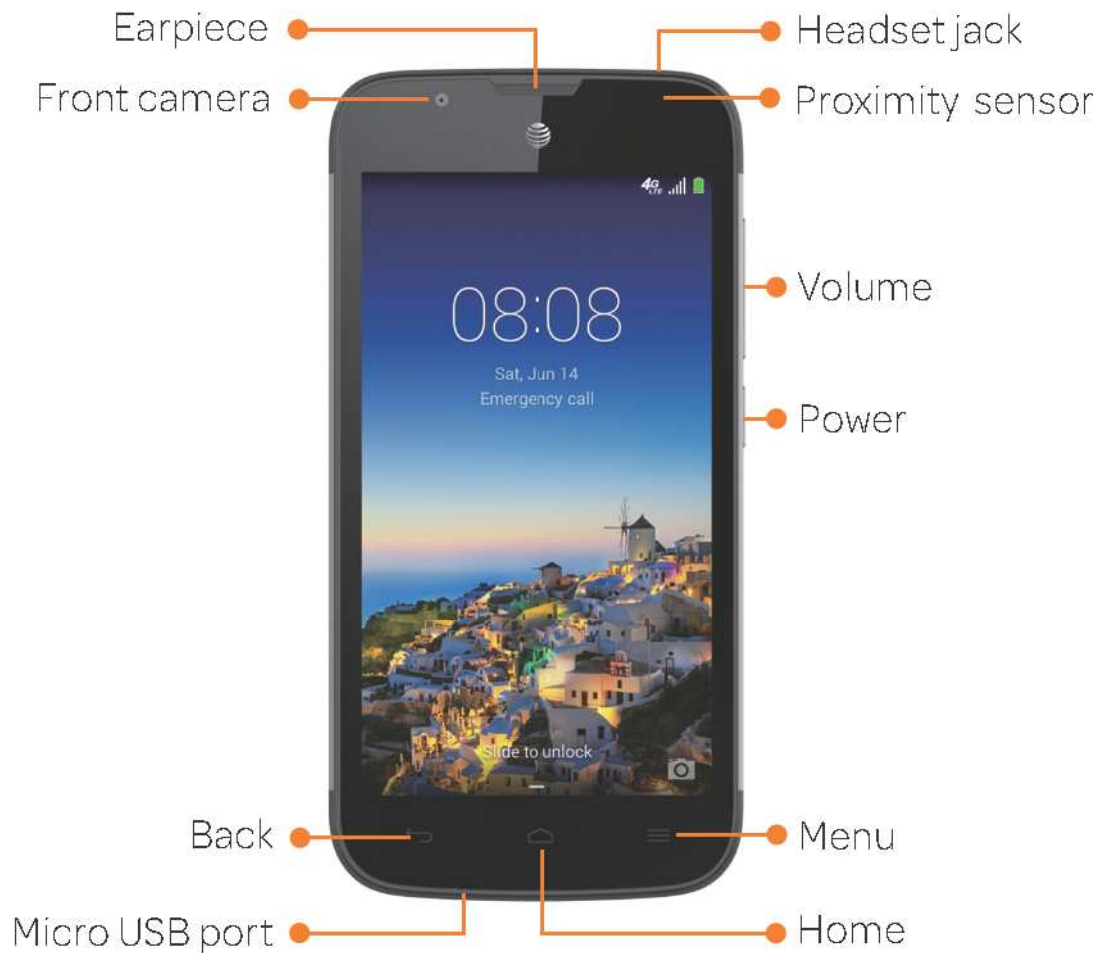 Earpiece
Headset jack
Front camera
Proximity sensor
4G
LTE
08:08
Sat, Jun 14
Emergency call
Volume
Power
Slide to unlock
Back
Menu
Micro USB port
Home